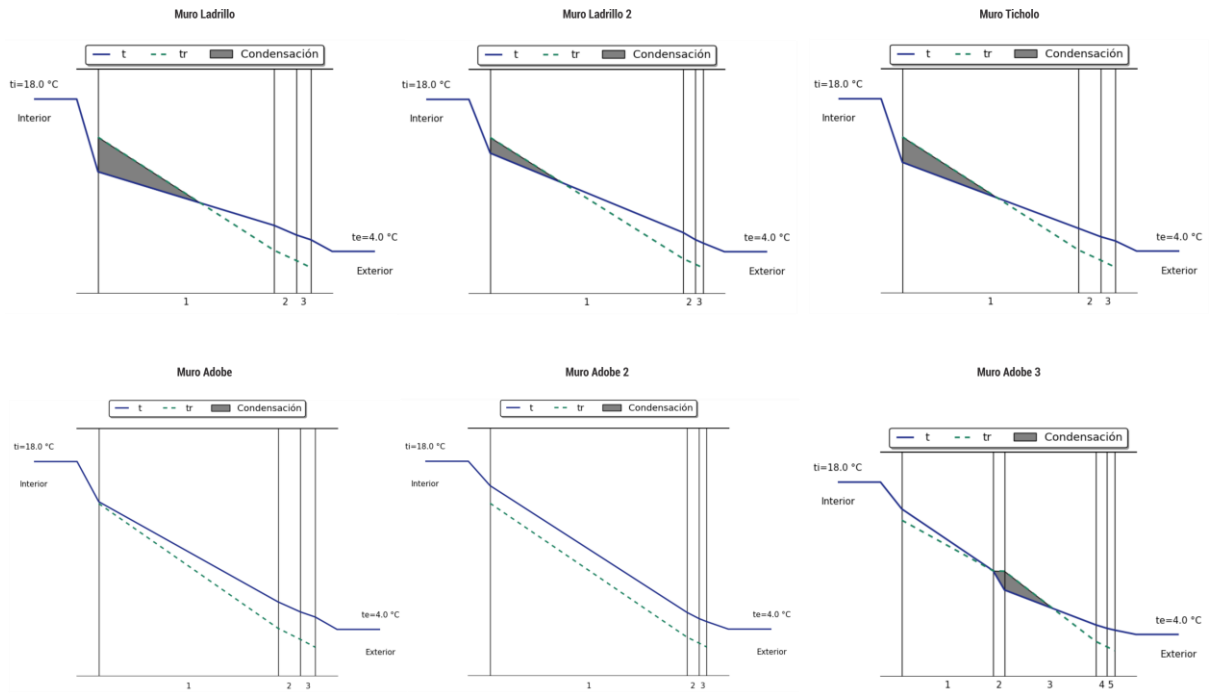 Muro Ladrillo
t tr Condensación
ti=18.0 °C
Interior
te=4.0 °C
Exterior
1 2 3
Muro Ladrillo 2
t tr Condensación
ti=18.0 °C
Interior
te=4.0 °C
Exterior
1 2 3
Muro Ticholo
t tr Condensación
ti=18.0 °C
Interior
te=4.0 °C
Exterior
1 2 3
Muro Adobe
t tr Condensación
ti=18.0 °C
Interior
te=4.0 °C
Exterior
1 2 3
Muro Adobe 2
t tr Condensación
ti=18.0 °C
Interior
te=4.0 °C
Exterior
1 2 3
Muro Adobe 3
t tr Condensación
ti=18.0 °C
Interior
te=4.0 °C
Exterior
1 2 3 4 5